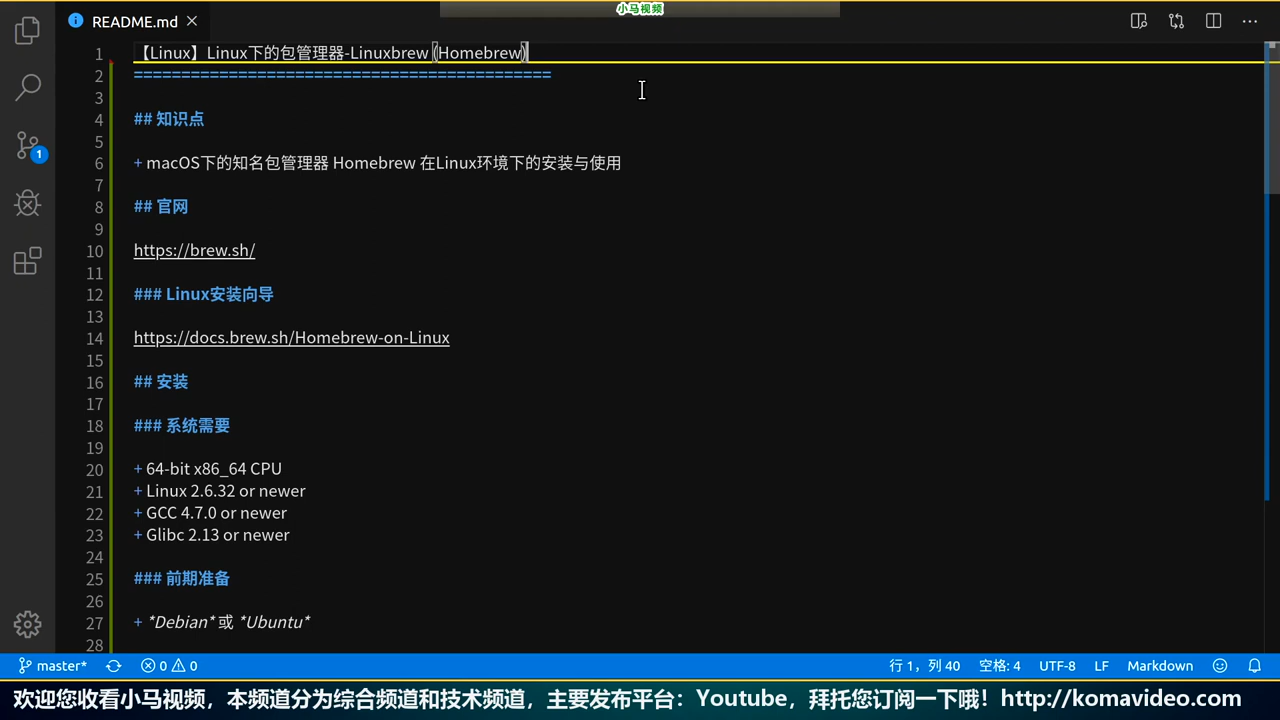 小马视频
README.md
1 【Linux】Linux下的包管理器-Linuxbrew (Homebrew)
2 ============================================
3
4 ## 知识点
5
6 + macOS下的知名包管理器 Homebrew 在Linux环境下的安装与使用
7
8 ## 官网
9
10 https://brew.sh/
11
12 ### Linux安装向导
13
14 https://docs.brew.sh/Homebrew-on-Linux
15
16 ## 安装
17
18 ### 系统需要
19
20 + 64-bit x86_64 CPU
21 + Linux 2.6.32 or newer
22 + GCC 4.7.0 or newer
23 + Glibc 2.13 or newer
24
25 ### 前期准备
26
27 + *Debian* 或 *Ubuntu*
28
1
master* 0 0 行 1，列 40 空格: 4 UTF-8 LF Markdown
欢迎您收看小马视频，本频道分为综合频道和技术频道，主要发布平台：Youtube，拜托您订阅一下哦！http://komavideo.com